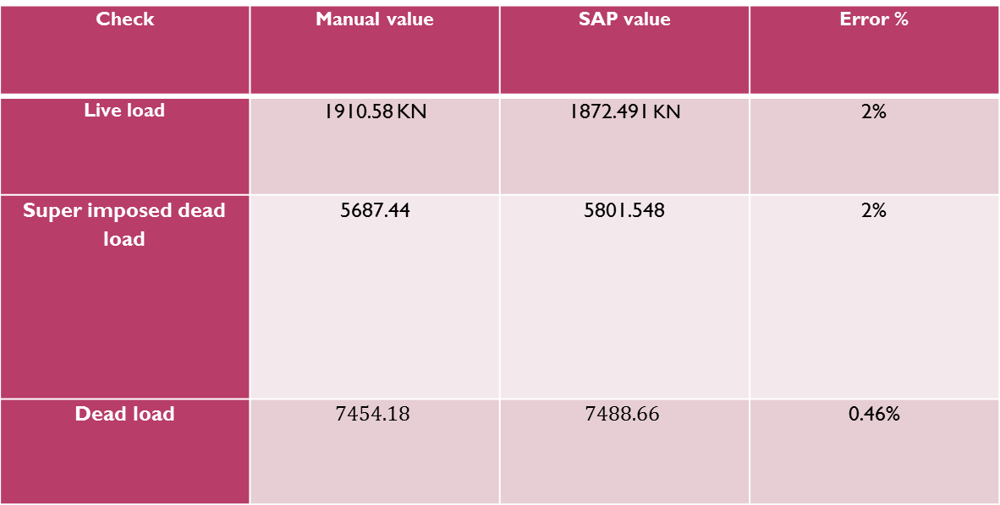 Check Manual value SAP value Error %
Live load 1910.58 KN 1872.491 KN 2%
Super imposed dead 5687.44 5801.548 2%
load
Dead load 7454.18 7488.66 0.46%